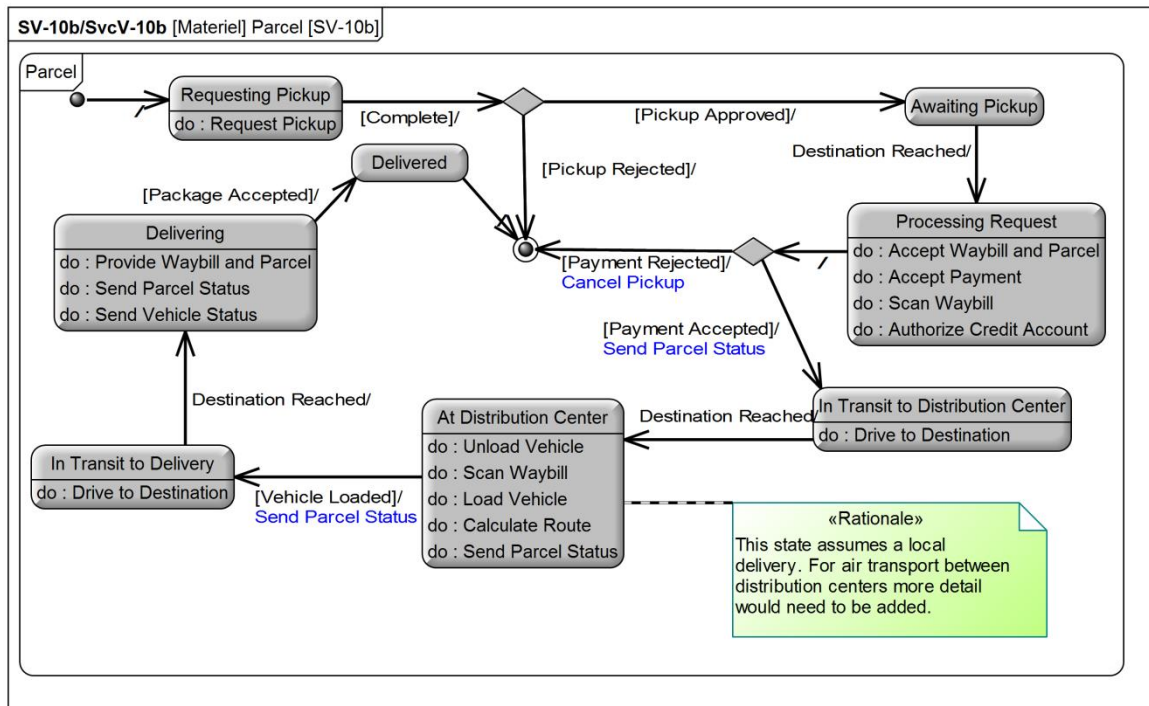 SV-10b/SvcV-10b [Materiel] Parcel [SV-10b]
Parcel
/
Requesting Pickup
do : Request Pickup
[Complete]/
[Pickup Approved]/
Awaiting Pickup
[Pickup Rejected]/
Destination Reached/
Delivered
/
[Package Accepted]/
Delivering
do : Provide Waybill and Parcel
do : Send Parcel Status
do : Send Vehicle Status
Processing Request
do : Accept Waybill and Parcel
do : Accept Payment
do : Scan Waybill
do : Authorize Credit Account
/
[Payment Rejected]/
Cancel Pickup
[Payment Accepted]/
Send Parcel Status
Destination Reached/
In Transit to Distribution Center
do : Drive to Destination
Destination Reached/
At Distribution Center
do : Unload Vehicle
do : Scan Waybill
do : Load Vehicle
do : Calculate Route
do : Send Parcel Status
In Transit to Delivery
do : Drive to Destination
[Vehicle Loaded]/
Send Parcel Status
«Rationale»
This state assumes a local
delivery. For air transport between
distribution centers more detail
would need to be added.